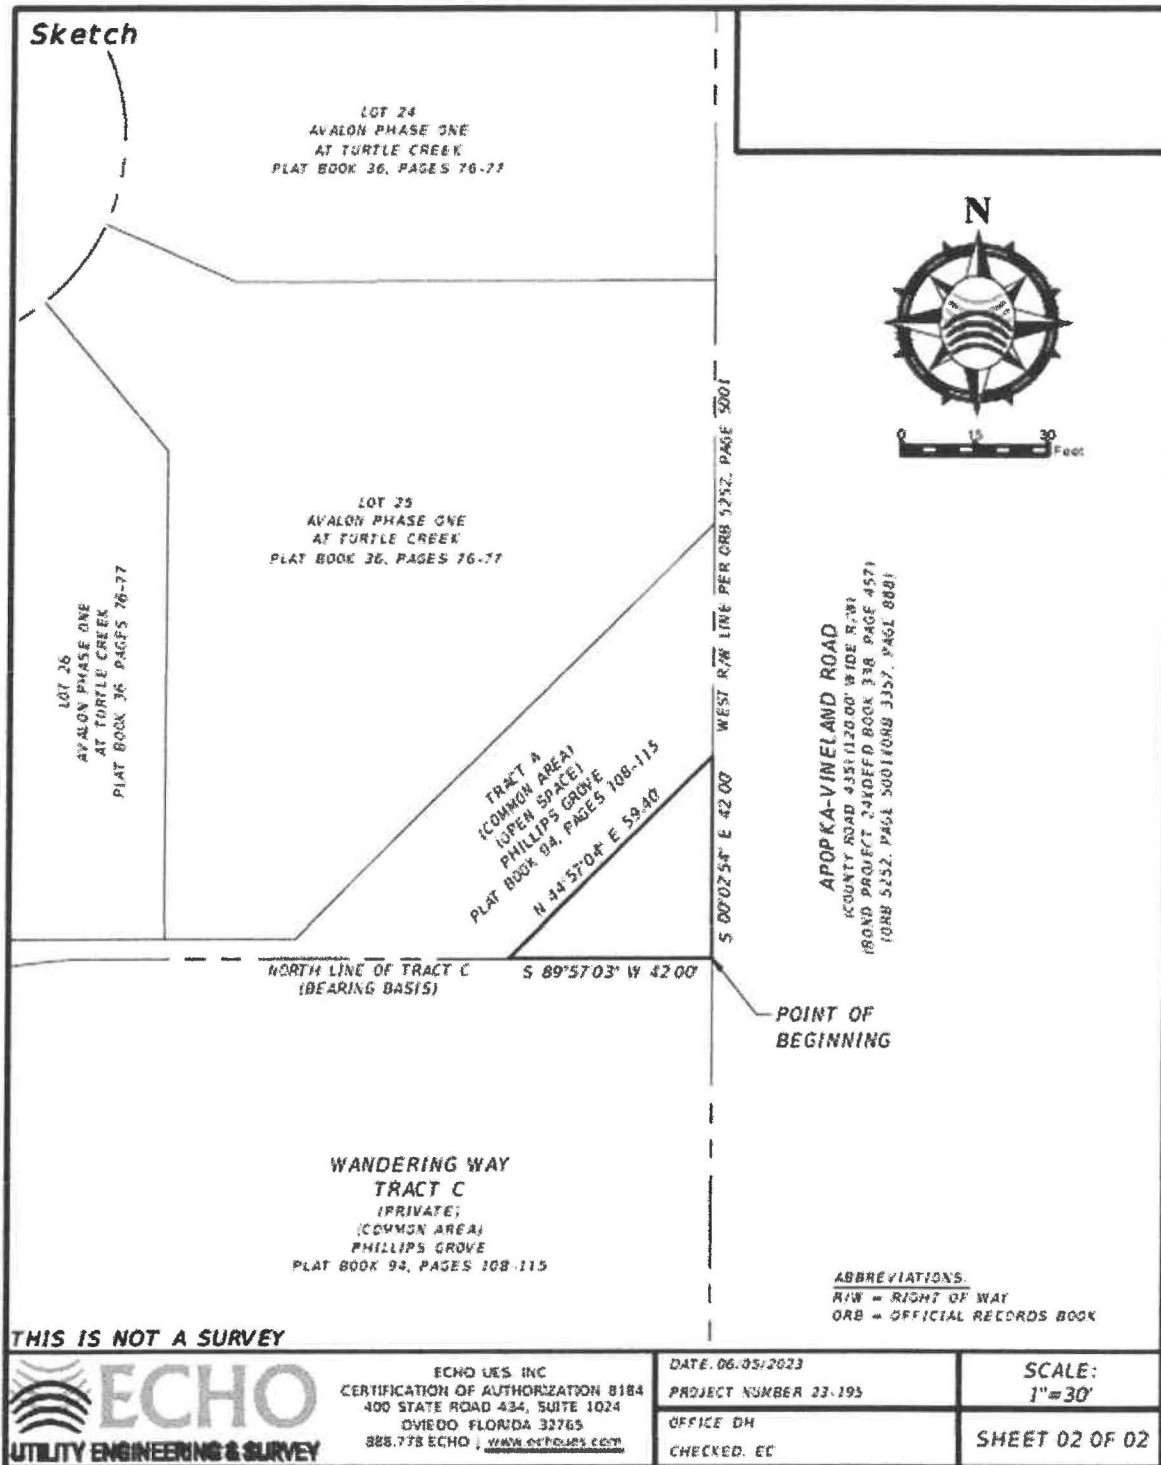 Sketch
LOT 24
AVALON PHASE ONE
AT TURTLE CREEK
PLAT BOOK 36, PAGES 76-77
N
0 15 30
Feet
LOT 25
AVALON PHASE ONE
AT TURTLE CREEK
PLAT BOOK 36, PAGES 76-77
LOT 26
AVALON PHASE ONE
AT TURTLE CREEK
PLAT BOOK 36 PAGES 76-77
WEST R/W LINE PER ORB 5252, PAGE 5001
TRACT A
(COMMON AREA)
(OPEN SPACE)
PHILLIPS GROVE
PLAT BOOK 94, PAGES 108-115
N 44°57'04" E 59.40'
S 00°02'54" E 42.00'
APOPKA-VINELAND ROAD
(COUNTY ROAD 435) (120.00' WIDE R/W)
(BOND PROJECT 24)(DEED BOOK 338, PAGE 457)
(ORB 5252, PAGE 5001)(ORB 3357, PAGE 888)
NORTH LINE OF TRACT C
(BEARING BASIS)
S 89°57'03" W 42.00'
POINT OF
BEGINNING
WANDERING WAY
TRACT C
(PRIVATE)
(COMMON AREA)
PHILLIPS GROVE
PLAT BOOK 94, PAGES 108-115
ABBREVIATIONS:
R/W = RIGHT OF WAY
ORB = OFFICIAL RECORDS BOOK
THIS IS NOT A SURVEY
ECHO
UTILITY ENGINEERING & SURVEY
ECHO UES, INC
CERTIFICATION OF AUTHORIZATION 8184
400 STATE ROAD 434, SUITE 1024
OVIEDO FLORIDA 32765
888.778 ECHO | www.echoues.com
DATE: 06/05/2023
PROJECT NUMBER 23-195
OFFICE DH
CHECKED: EC
SCALE:
1"=30'
SHEET 02 OF 02